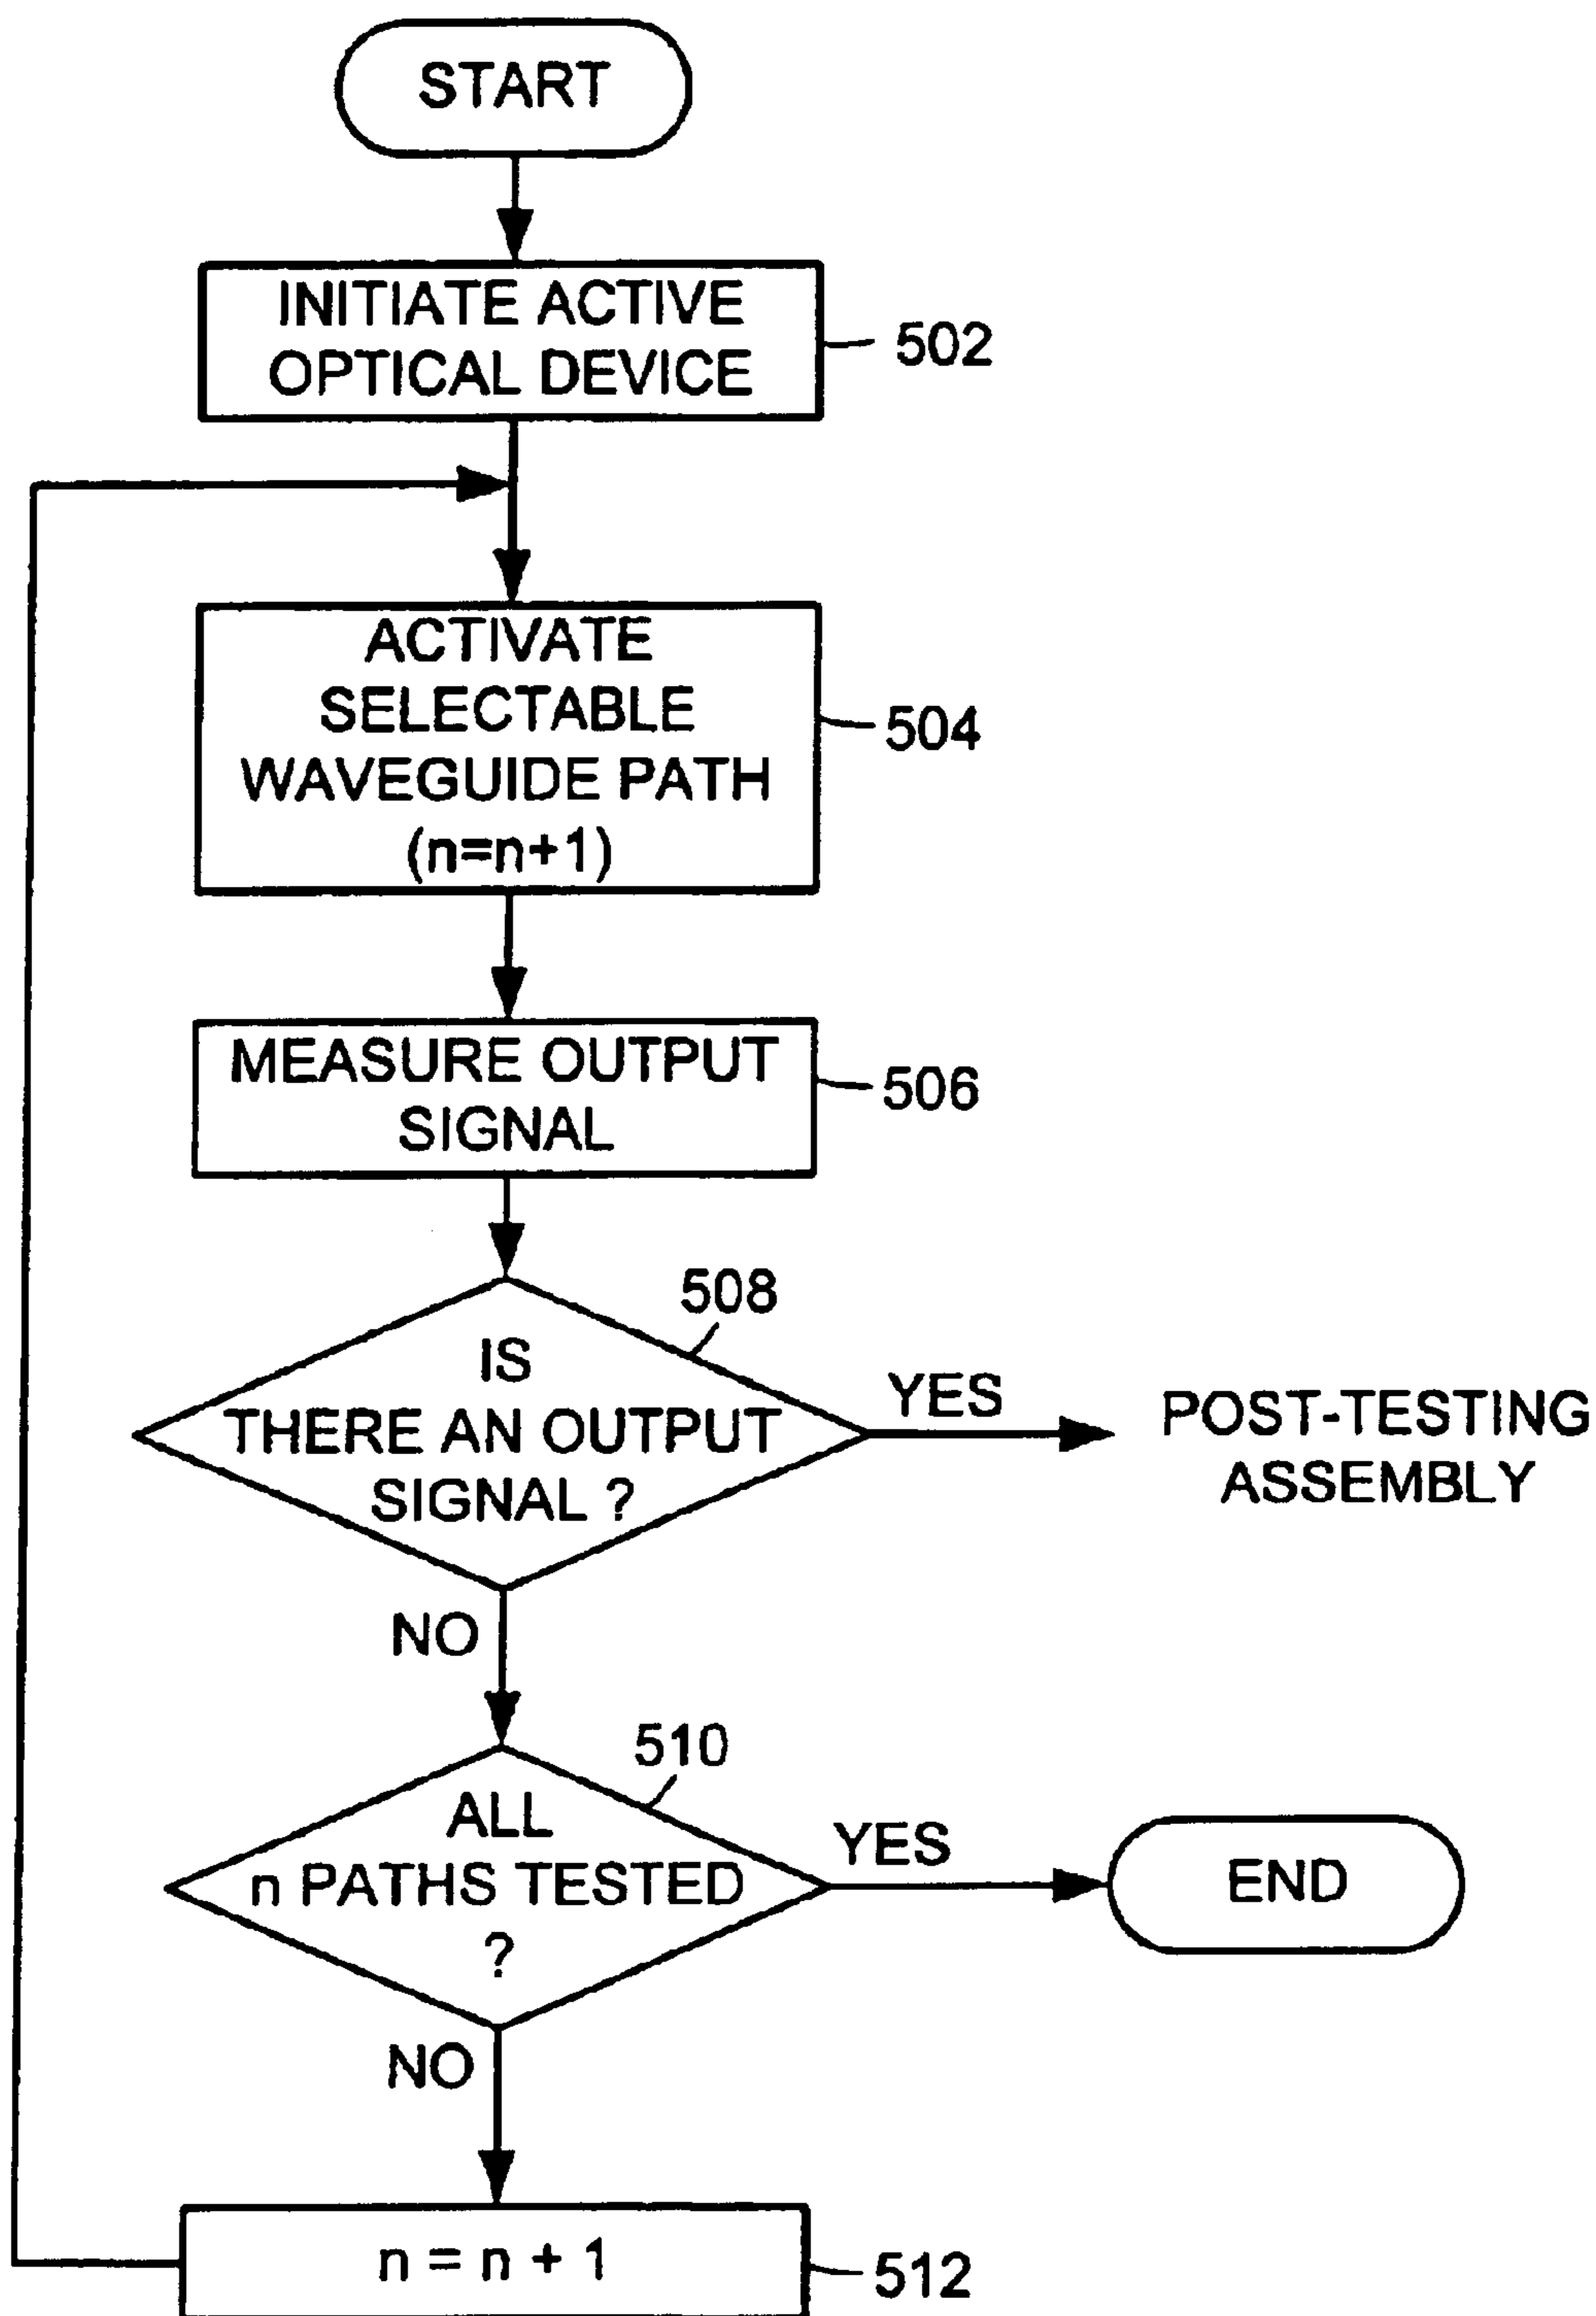 START
INITIATE ACTIVE
OPTICAL DEVICE
502
ACTIVATE
SELECTABLE
WAVEGUIDE PATH
(n=n+1)
504
MEASURE OUTPUT
SIGNAL
506
508
IS
THERE AN OUTPUT
SIGNAL ?
YES
POST-TESTING
ASSEMBLY
NO
510
ALL
n PATHS TESTED
?
YES
END
NO
n = n + 1
512